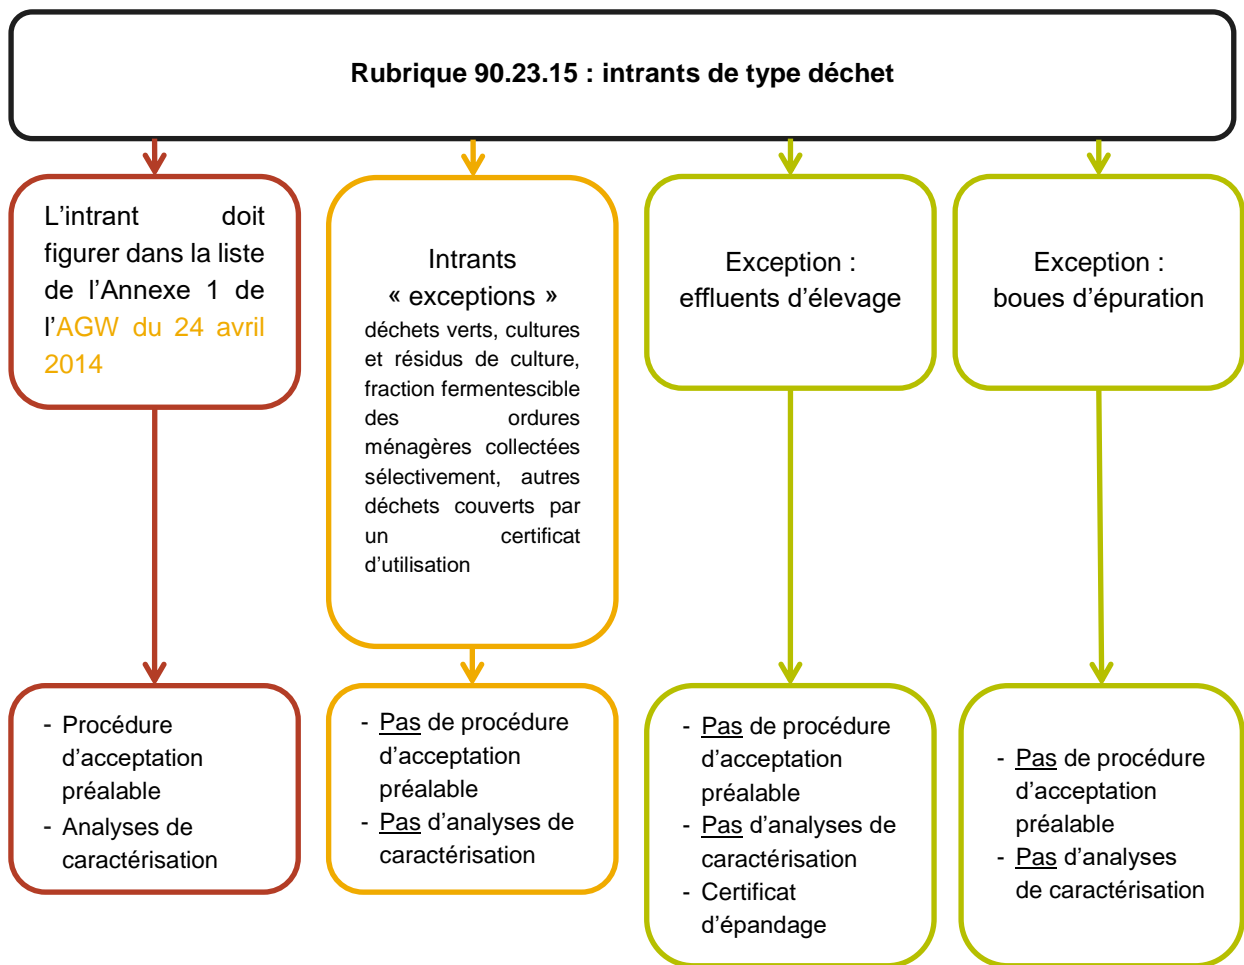 Rubrique 90.23.15 : intrants de type déchet
L’intrant doit
figurer dans la liste
de l’Annexe 1 de
l’AGW du 24 avril
2014
Intrants
« exceptions »
déchets verts, cultures
et résidus de culture,
fraction fermentescible
des ordures
ménagères collectées
sélectivement, autres
déchets couverts par
un certificat
d’utilisation
Exception :
effluents d’élevage
Exception :
boues d’épuration
- Procédure
d’acceptation
préalable
- Analyses de
caractérisation
- Pas de procédure
d’acceptation
préalable
- Pas d’analyses de
caractérisation
- Pas de procédure
d’acceptation
préalable
- Pas d’analyses de
caractérisation
- Certificat
d’épandage
- Pas de procédure
d’acceptation
préalable
- Pas d’analyses
de caractérisation